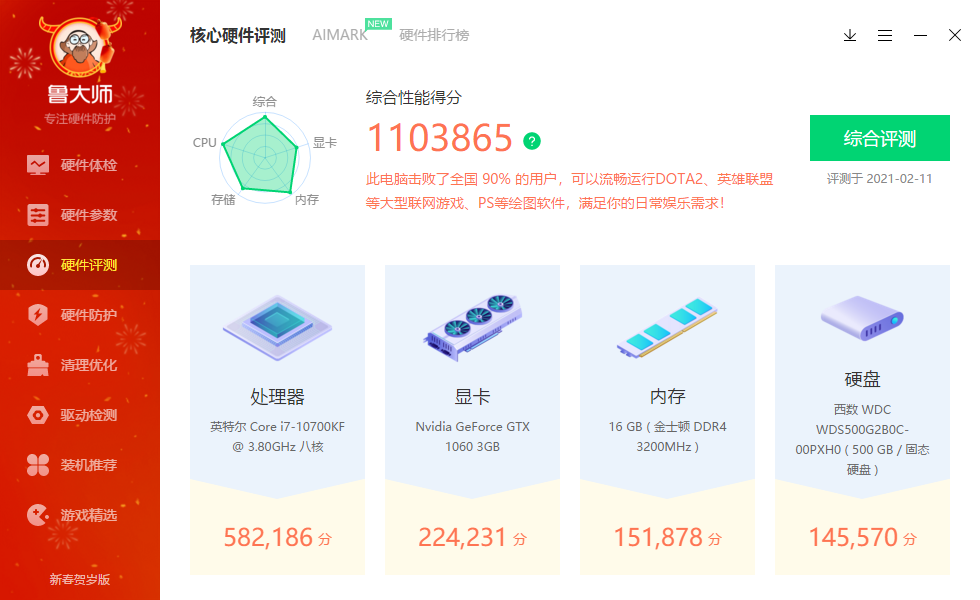 鲁大师
专注硬件防护
硬件体检
硬件参数
硬件评测
硬件防护
清理优化
驱动检测
装机推荐
游戏精选
新春贺岁版
核心硬件评测 AIMARK NEW 硬件排行榜
综合
CPU
显卡
存储
内存
综合性能得分
1103865 ?
此电脑击败了全国 90% 的用户，可以流畅运行DOTA2、英雄联盟
等大型联网游戏、PS等绘图软件，满足你的日常娱乐需求！
综合评测
评测于 2021-02-11
处理器
英特尔 Core i7-10700KF
@ 3.80GHz 八核
582,186 分
显卡
Nvidia GeForce GTX
1060 3GB
224,231 分
内存
16 GB ( 金士顿 DDR4
3200MHz )
151,878 分
硬盘
西数 WDC
WDS500G2B0C-
00PXH0 ( 500 GB / 固态
硬盘 )
145,570 分